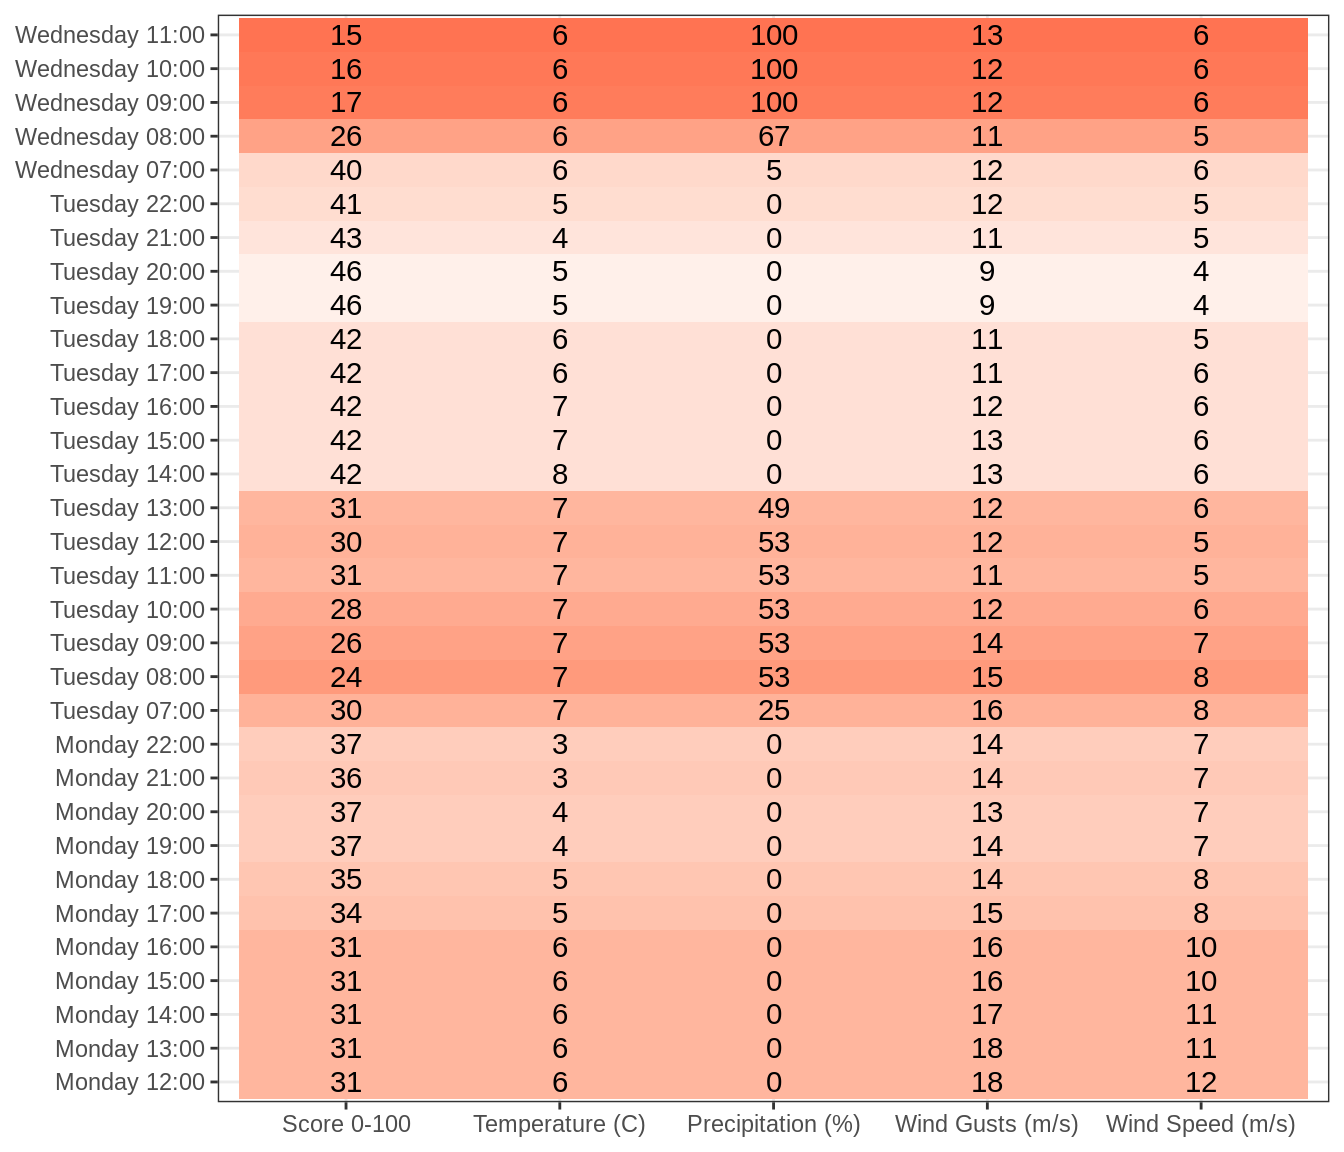 Wednesday 11:00 15 6 100 13 6
Wednesday 10:00 16 6 100 12 6
Wednesday 09:00 17 6 100 12 6
Wednesday 08:00 26 6 67 11 5
Wednesday 07:00 40 6 5 12 6
Tuesday 22:00 41 5 0 12 5
Tuesday 21:00 43 4 0 11 5
Tuesday 20:00 46 5 0 9 4
Tuesday 19:00 46 5 0 9 4
Tuesday 18:00 42 6 0 11 5
Tuesday 17:00 42 6 0 11 6
Tuesday 16:00 42 7 0 12 6
Tuesday 15:00 42 7 0 13 6
Tuesday 14:00 42 8 0 13 6
Tuesday 13:00 31 7 49 12 6
Tuesday 12:00 30 7 53 12 5
Tuesday 11:00 31 7 53 11 5
Tuesday 10:00 28 7 53 12 6
Tuesday 09:00 26 7 53 14 7
Tuesday 08:00 24 7 53 15 8
Tuesday 07:00 30 7 25 16 8
Monday 22:00 37 3 0 14 7
Monday 21:00 36 3 0 14 7
Monday 20:00 37 4 0 13 7
Monday 19:00 37 4 0 14 7
Monday 18:00 35 5 0 14 8
Monday 17:00 34 5 0 15 8
Monday 16:00 31 6 0 16 10
Monday 15:00 31 6 0 16 10
Monday 14:00 31 6 0 17 11
Monday 13:00 31 6 0 18 11
Monday 12:00 31 6 0 18 12
Score 0-100 Temperature (C) Precipitation (%) Wind Gusts (m/s) Wind Speed (m/s)